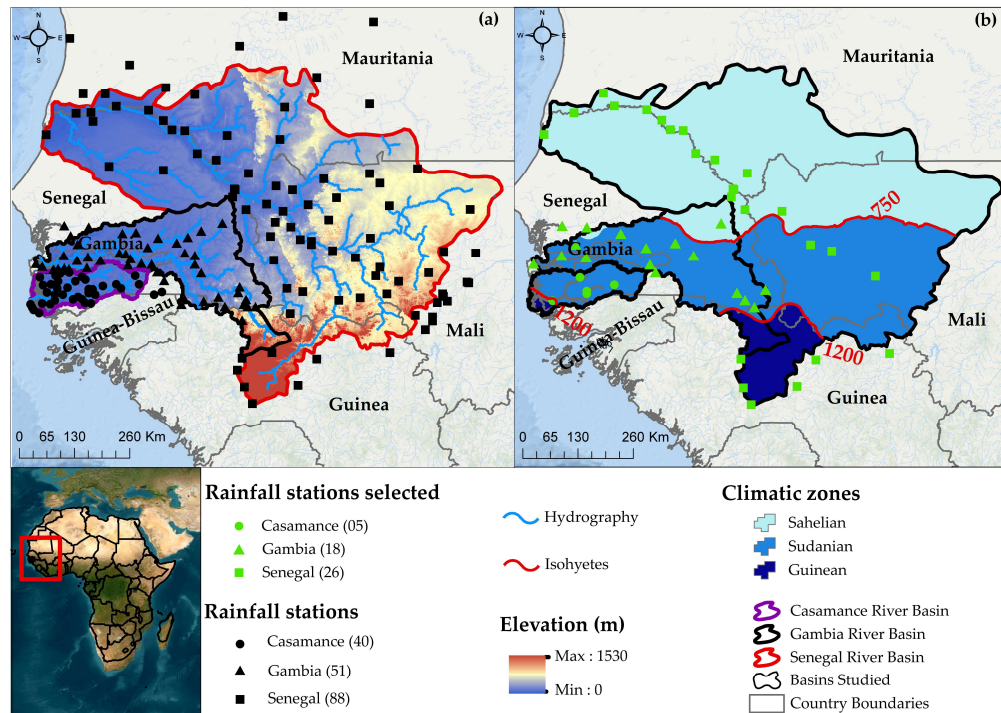 (a)
N
W E
S
Mauritania
Senegal
Gambia
Guinea-Bissau
Mali
Guinea
0 65 130 260 Km
(b)
N
W E
S
Mauritania
750
Senegal
Gambia
1200
Guinea-Bissau
Mali
1200
Guinea
0 65 130 260 Km
Rainfall stations selected
Casamance (05)
Gambia (18)
Senegal (26)
Rainfall stations
Casamance (40)
Gambia (51)
Senegal (88)
Hydrography
Isohyetes
Elevation (m)
Max : 1530
Min : 0
Climatic zones
Sahelian
Sudanian
Guinean
Casamance River Basin
Gambia River Basin
Senegal River Basin
Basins Studied
Country Boundaries